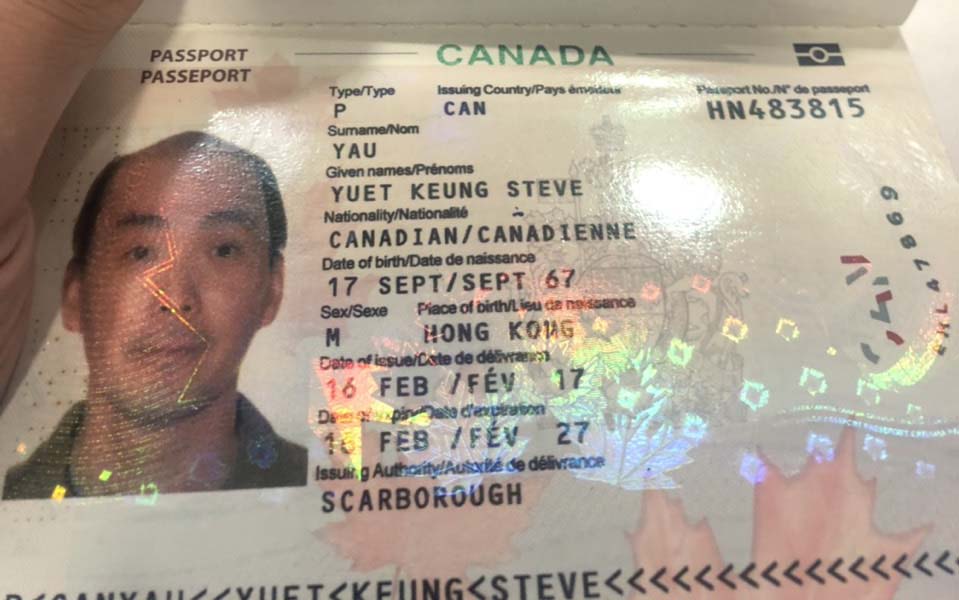 PASSPORT
PASSEPORT
CANADA
Type/Type
Issuing Country/Pays émetteur
Passport No./N° de passeport
P
CAN
HN483815
Surname/Nom
YAU
Given names/Prénoms
YUET KEUNG STEVE
Nationality/Nationalité
CANADIAN/CANADIENNE
Date of birth/Date de naissance
17 SEPT/SEPT 67
Sex/Sexe
Place of birth/Lieu de naissance
M
HONG KONG
Date of issue/Date de délivrance
16 FEB /FÉV 17
Date of expiry/Date d'expiration
FEB /FÉV 27
Issuing Authority/Autorité de délivrance
SCARBOROUGH
P<CANYAU<<YUET<KEUNG<STEVE<<<<<<<<<<<<<<<<